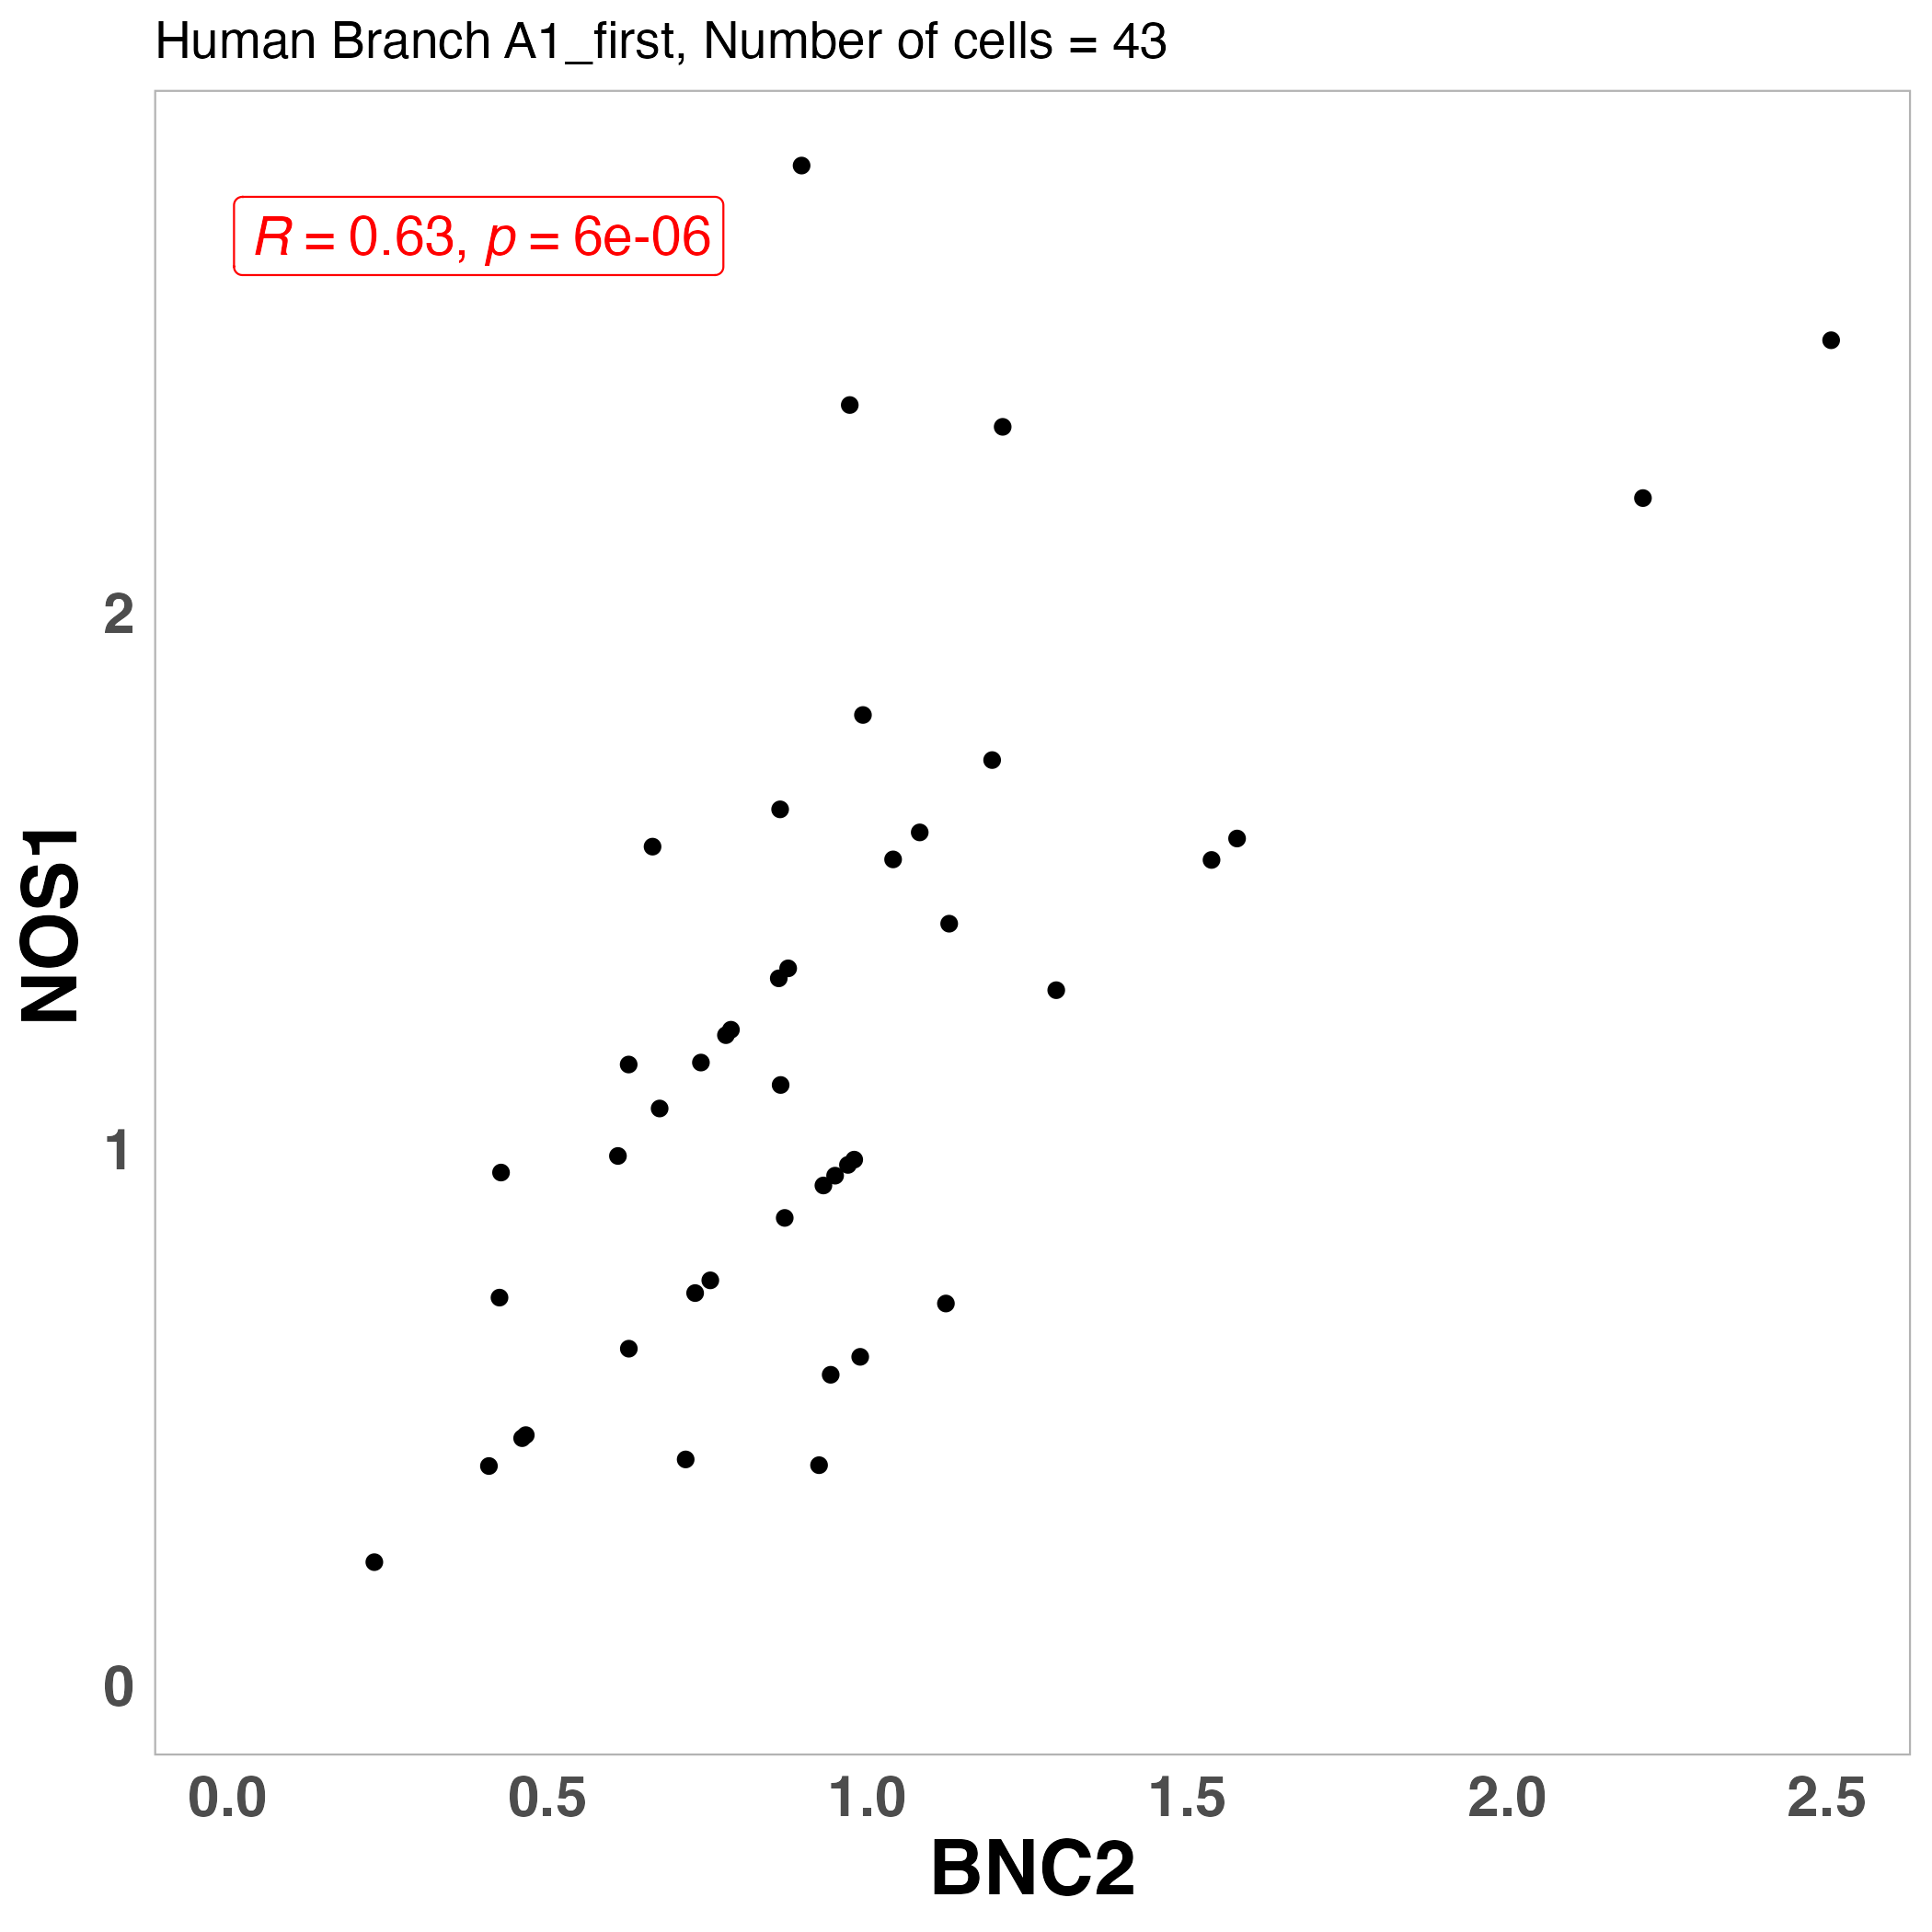 Human Branch A1_first, Number of cells = 43
R = 0.63, p = 6e-06
2
1
0
NOS1
0.0 0.5 1.0 1.5 2.0 2.5
BNC2